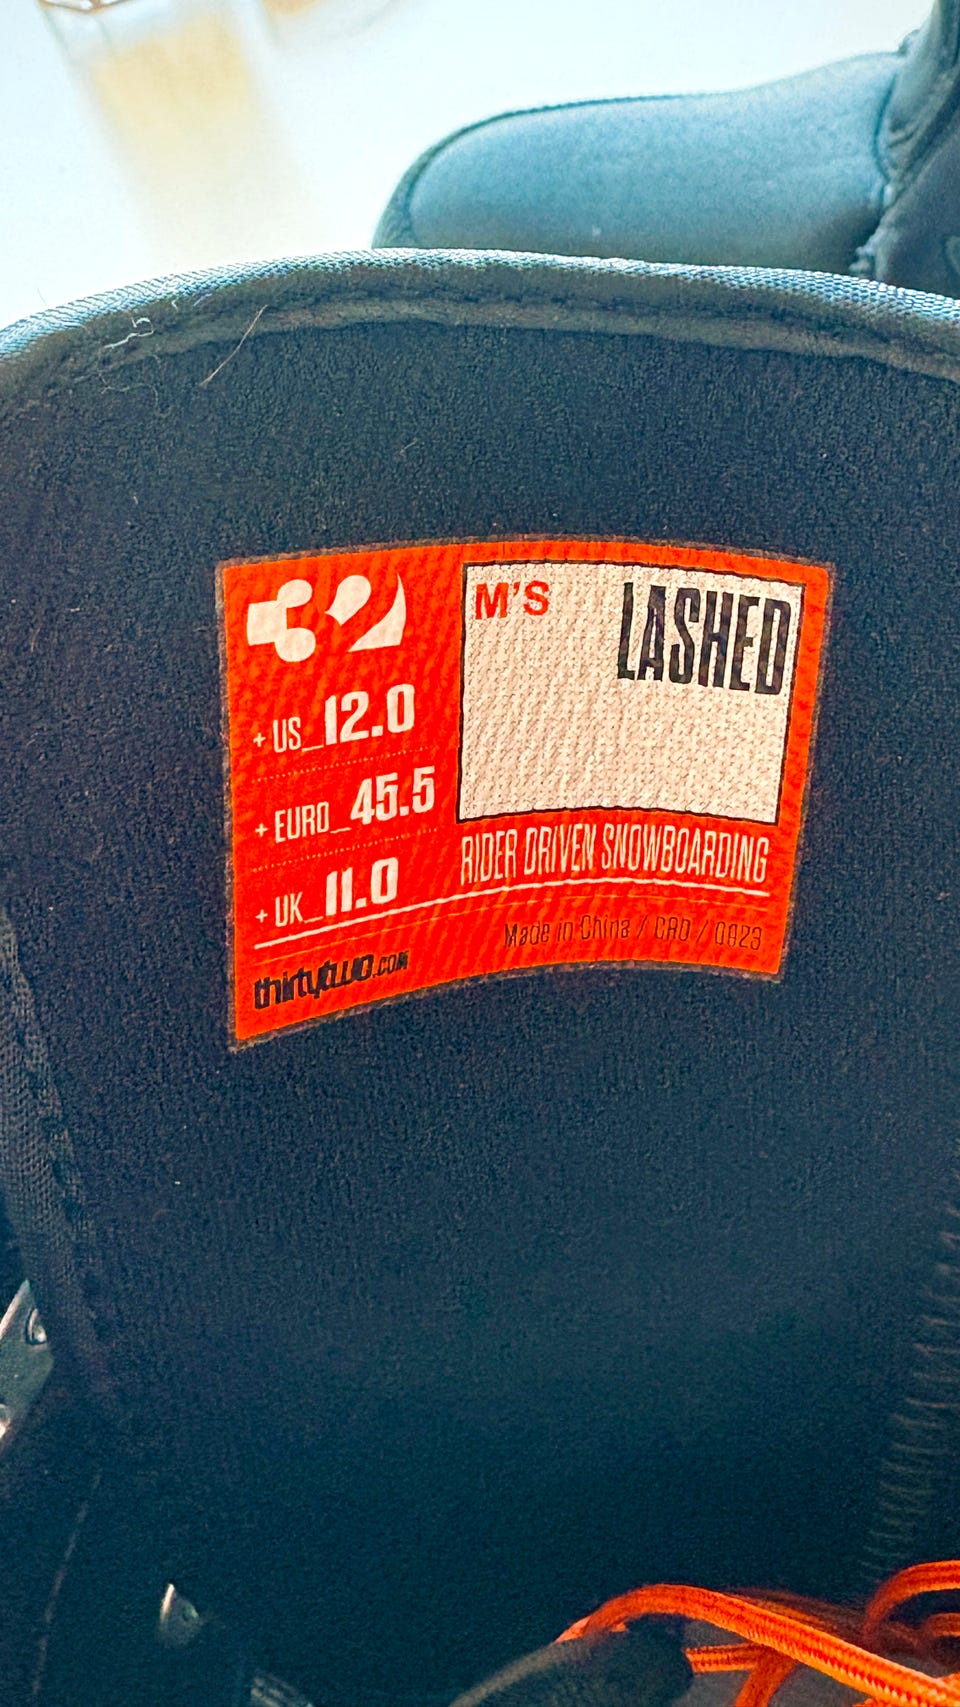 32
+ US_12.0
+ EURO_45.5
+ UK_11.0
thirtytwo.com
M'S
LASHED
RIDER DRIVEN SNOWBOARDING
Made in China / CRD / 0823